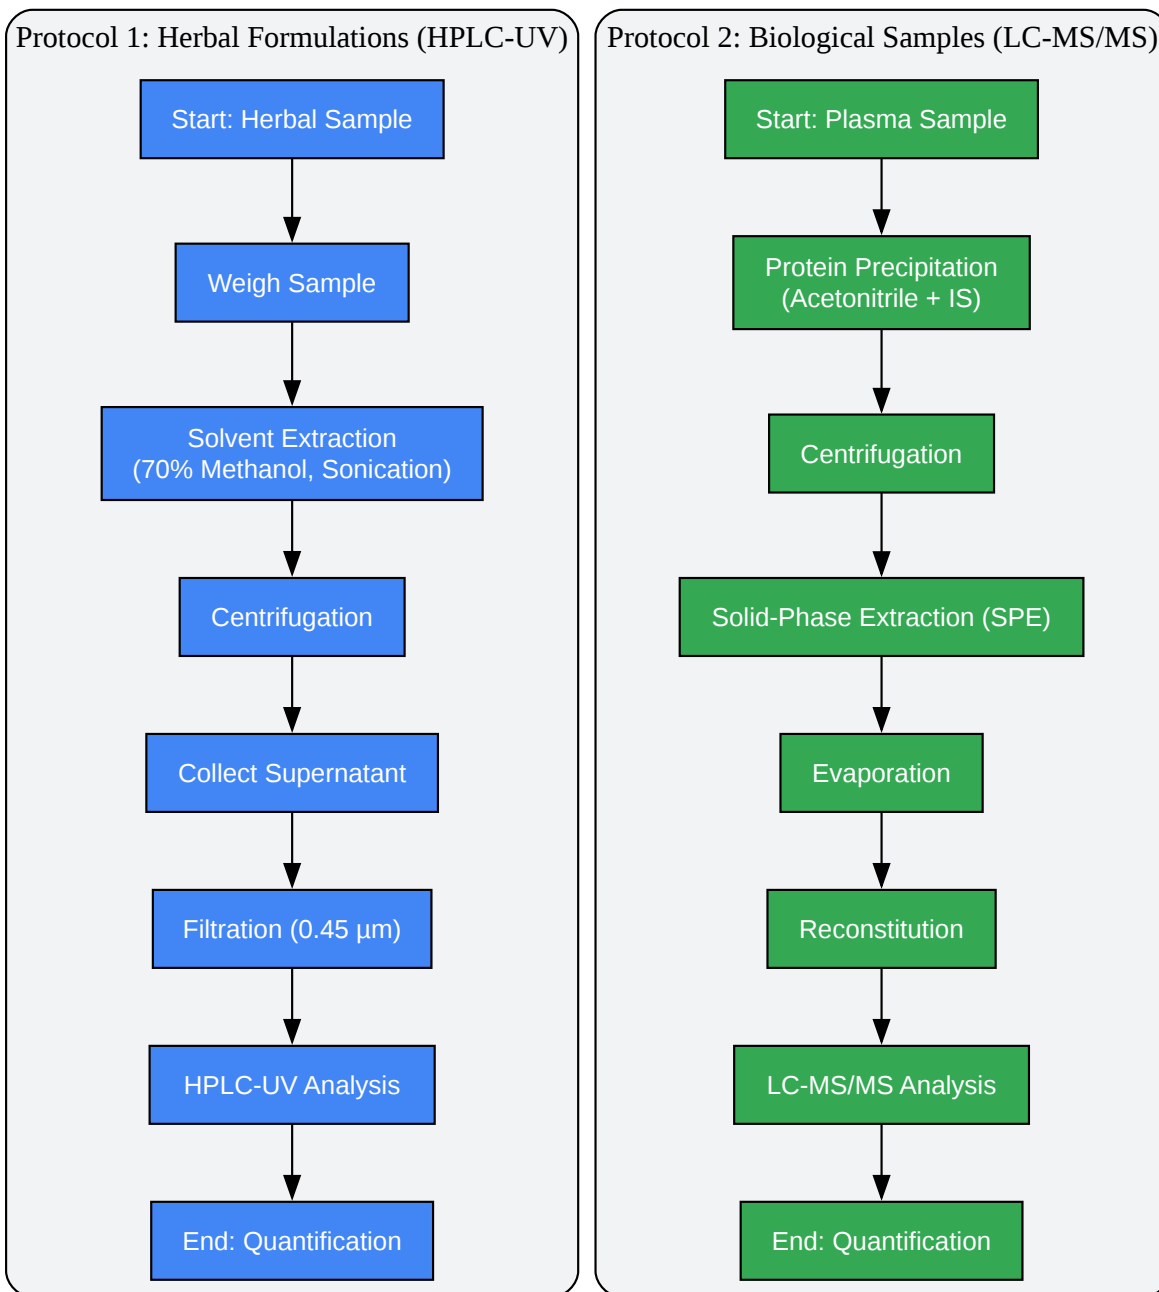 Protocol 1: Herbal Formulations (HPLC-UV)
Start: Herbal Sample
Weigh Sample
Solvent Extraction
(70% Methanol, Sonication)
Centrifugation
Collect Supernatant
Filtration (0.45 µm)
HPLC-UV Analysis
End: Quantification
Protocol 2: Biological Samples (LC-MS/MS)
Start: Plasma Sample
Protein Precipitation
(Acetonitrile + IS)
Centrifugation
Solid-Phase Extraction (SPE)
Evaporation
Reconstitution
LC-MS/MS Analysis
End: Quantification